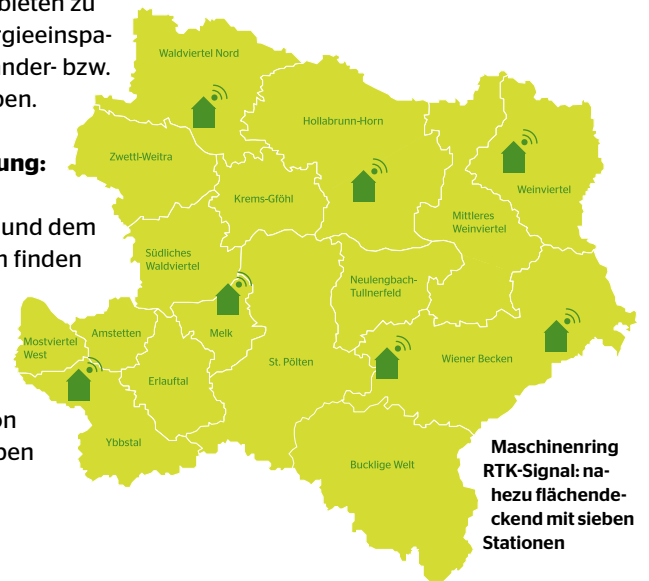 bieten zu
rgieeinspa-
ander- bzw.
ben.
ung:
und dem
n finden
on
ben
Waldviertel Nord
Hollabrunn-Horn
Zwettl-Weitra
Weinviertel
Krems-Gföhl
Mittleres
Weinviertel
Südliches
Waldviertel
Neulengbach-
Tullnerfeld
Mostviertel
West
Amstetten
Melk
St. Pölten
Wiener Becken
Erlauftal
Ybbstal
Bucklige Welt
Maschinenring
RTK-Signal: na-
hezu flächende-
ckend mit sieben
Stationen